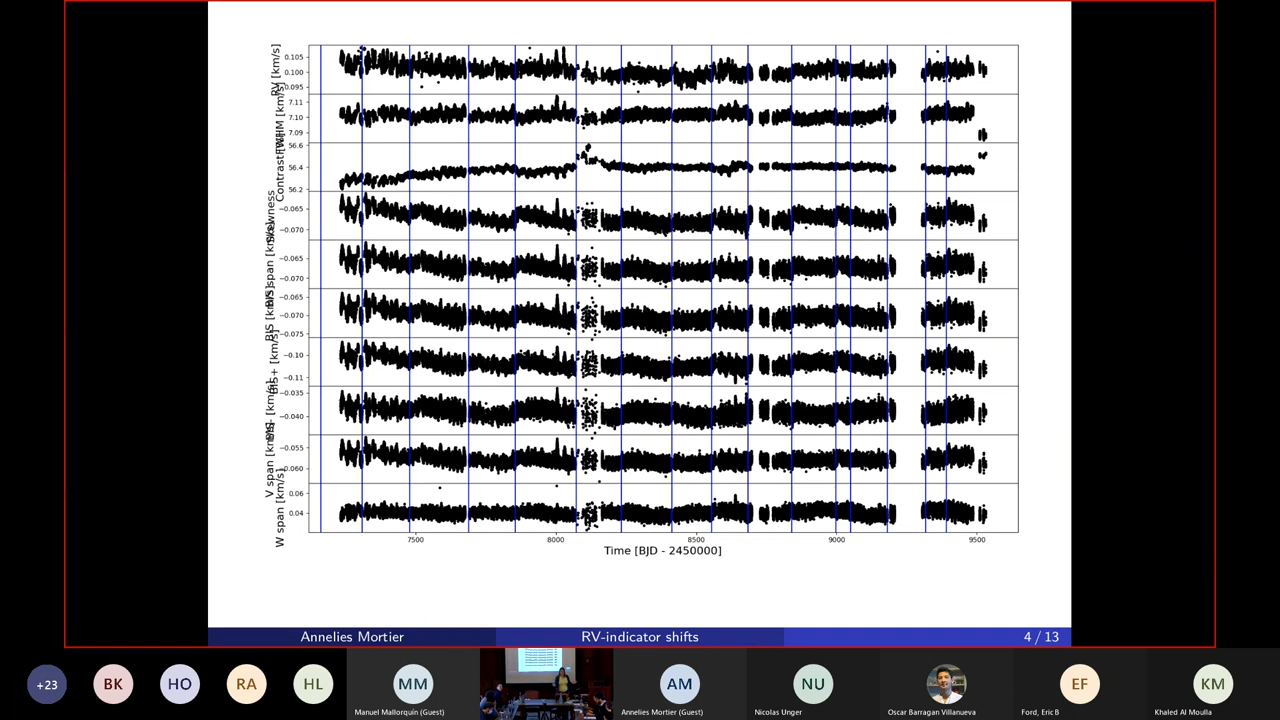 RV [km/s]
0.105
0.100
0.095
FWHM [km/s]
7.11
7.10
7.09
Contrast
56.6
56.4
56.2
Skewness
−0.065
−0.070
BIS span [km/s]
−0.065
−0.070
BIS [km/s]
−0.065
−0.070
−0.075
BIS+ [km/s]
−0.10
−0.11
BIS- [km/s]
−0.035
−0.040
V span [km/s]
−0.055
−0.060
W span [km/s]
0.06
0.04
7500 8000 8500 9000 9500
Time [BJD - 2450000]
Annelies Mortier RV-indicator shifts 4 / 13
+23 BK HO RA HL MM AM NU EF KM
Manuel Mallorquín (Guest) Annelies Mortier (Guest) Nicolas Unger Oscar Barragan Villanueva Ford, Eric B Khaled Al Moulla